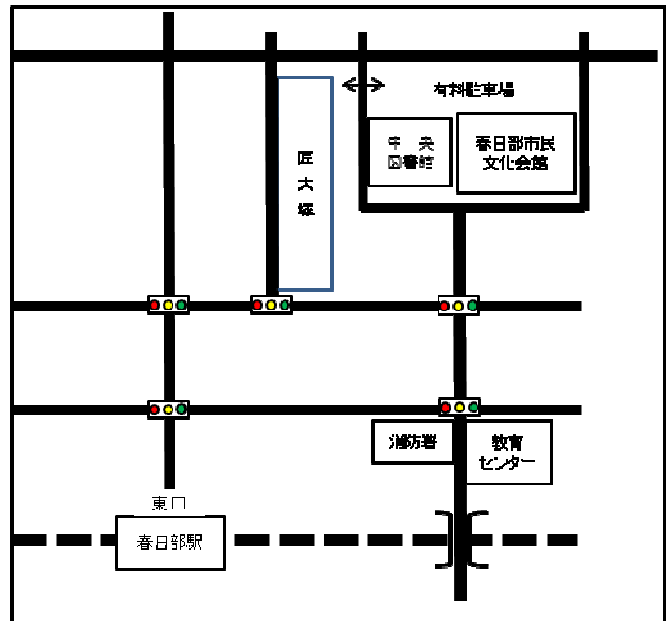 有料駐車場
匠大塚
中央
図書館
春日部市民
文化会館
消防署
教育
センター
東口
春日部駅